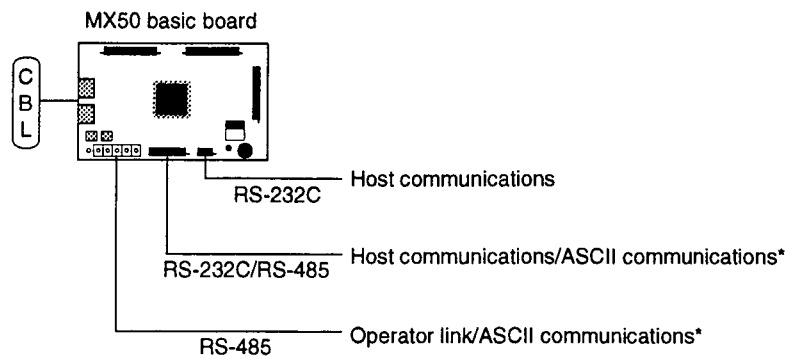 MX50 basic board
C
B
L
Host communications
RS-232C
Host communications/ASCII communications*
RS-232C/RS-485
Operator link/ASCII communications*
RS-485